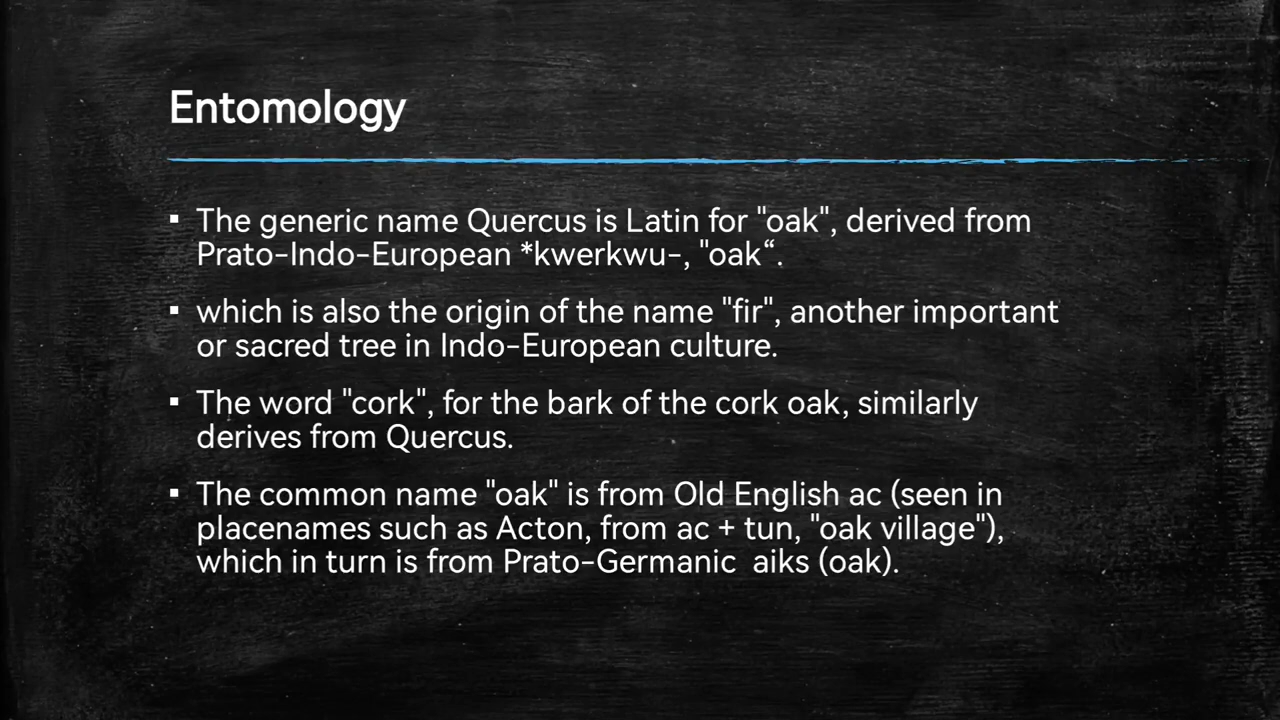 Entomology
▪ The generic name Quercus is Latin for "oak", derived from
Prato-Indo-European *kwerkwu-, "oak“.
▪ which is also the origin of the name "fir", another important
or sacred tree in Indo-European culture.
▪ The word "cork", for the bark of the cork oak, similarly
derives from Quercus.
▪ The common name "oak" is from Old English ac (seen in
placenames such as Acton, from ac + tun, "oak village"),
which in turn is from Prato-Germanic  aiks (oak).